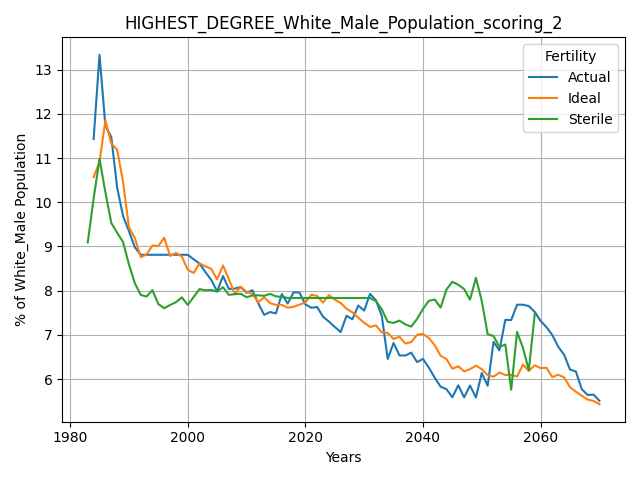 HIGHEST_DEGREE_White_Male_Population_scoring_2
Fertility
Actual
Ideal
Sterile
% of White_Male Population
13
12
11
10
9
8
7
6
1980
2000
2020
2040
2060
Years